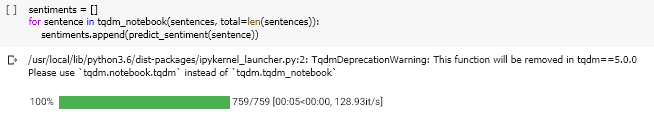 [ ] sentiments = []
for sentence in tqdm_notebook(sentences, total=len(sentences)):
sentiments.append(predict_sentiment(sentence))
/usr/local/lib/python3.6/dist-packages/ipykernel_launcher.py:2: TqdmDeprecationWarning: This function will be removed in tqdm==5.0.0
Please use `tqdm.notebook.tqdm` instead of `tqdm.tqdm_notebook`
100% 759/759 [00:05<00:00, 128.93it/s]